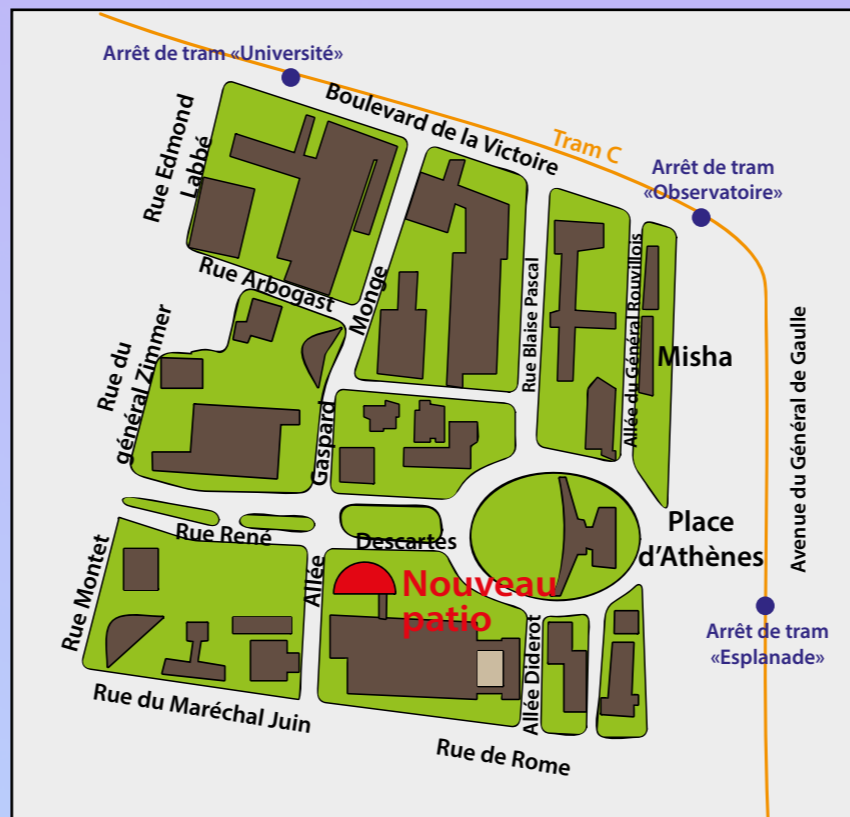 Arrêt de tram «Université»
Boulevard de la Victoire
Tram C
Arrêt de tram
«Observatoire»
Rue Edmond
Labbé
Rue Arbogast
Monge
Rue Blaise Pascal
Allée du Général Rouvillois
Misha
Avenue du Général de Gaulle
Rue du
général Zimmer
Gaspard
Place
d'Athènes
Rue René
Descartes
Rue Montet
Allée
Nouveau
patio
Allée Diderot
Arrêt de tram
«Esplanade»
Rue du Maréchal Juin
Rue de Rome